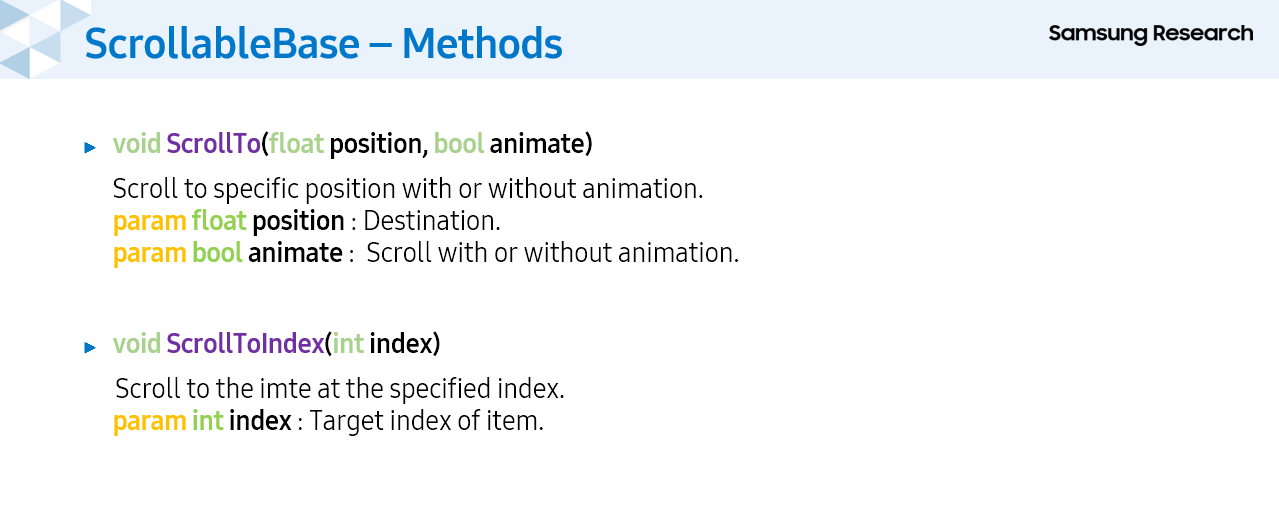 ScrollableBase – Methods
Samsung Research
void ScrollTo(float position, bool animate)
Scroll to specific position with or without animation.
param float position : Destination.
param bool animate : Scroll with or without animation.
void ScrollToIndex(int index)
Scroll to the imte at the specified index.
param int index : Target index of item.